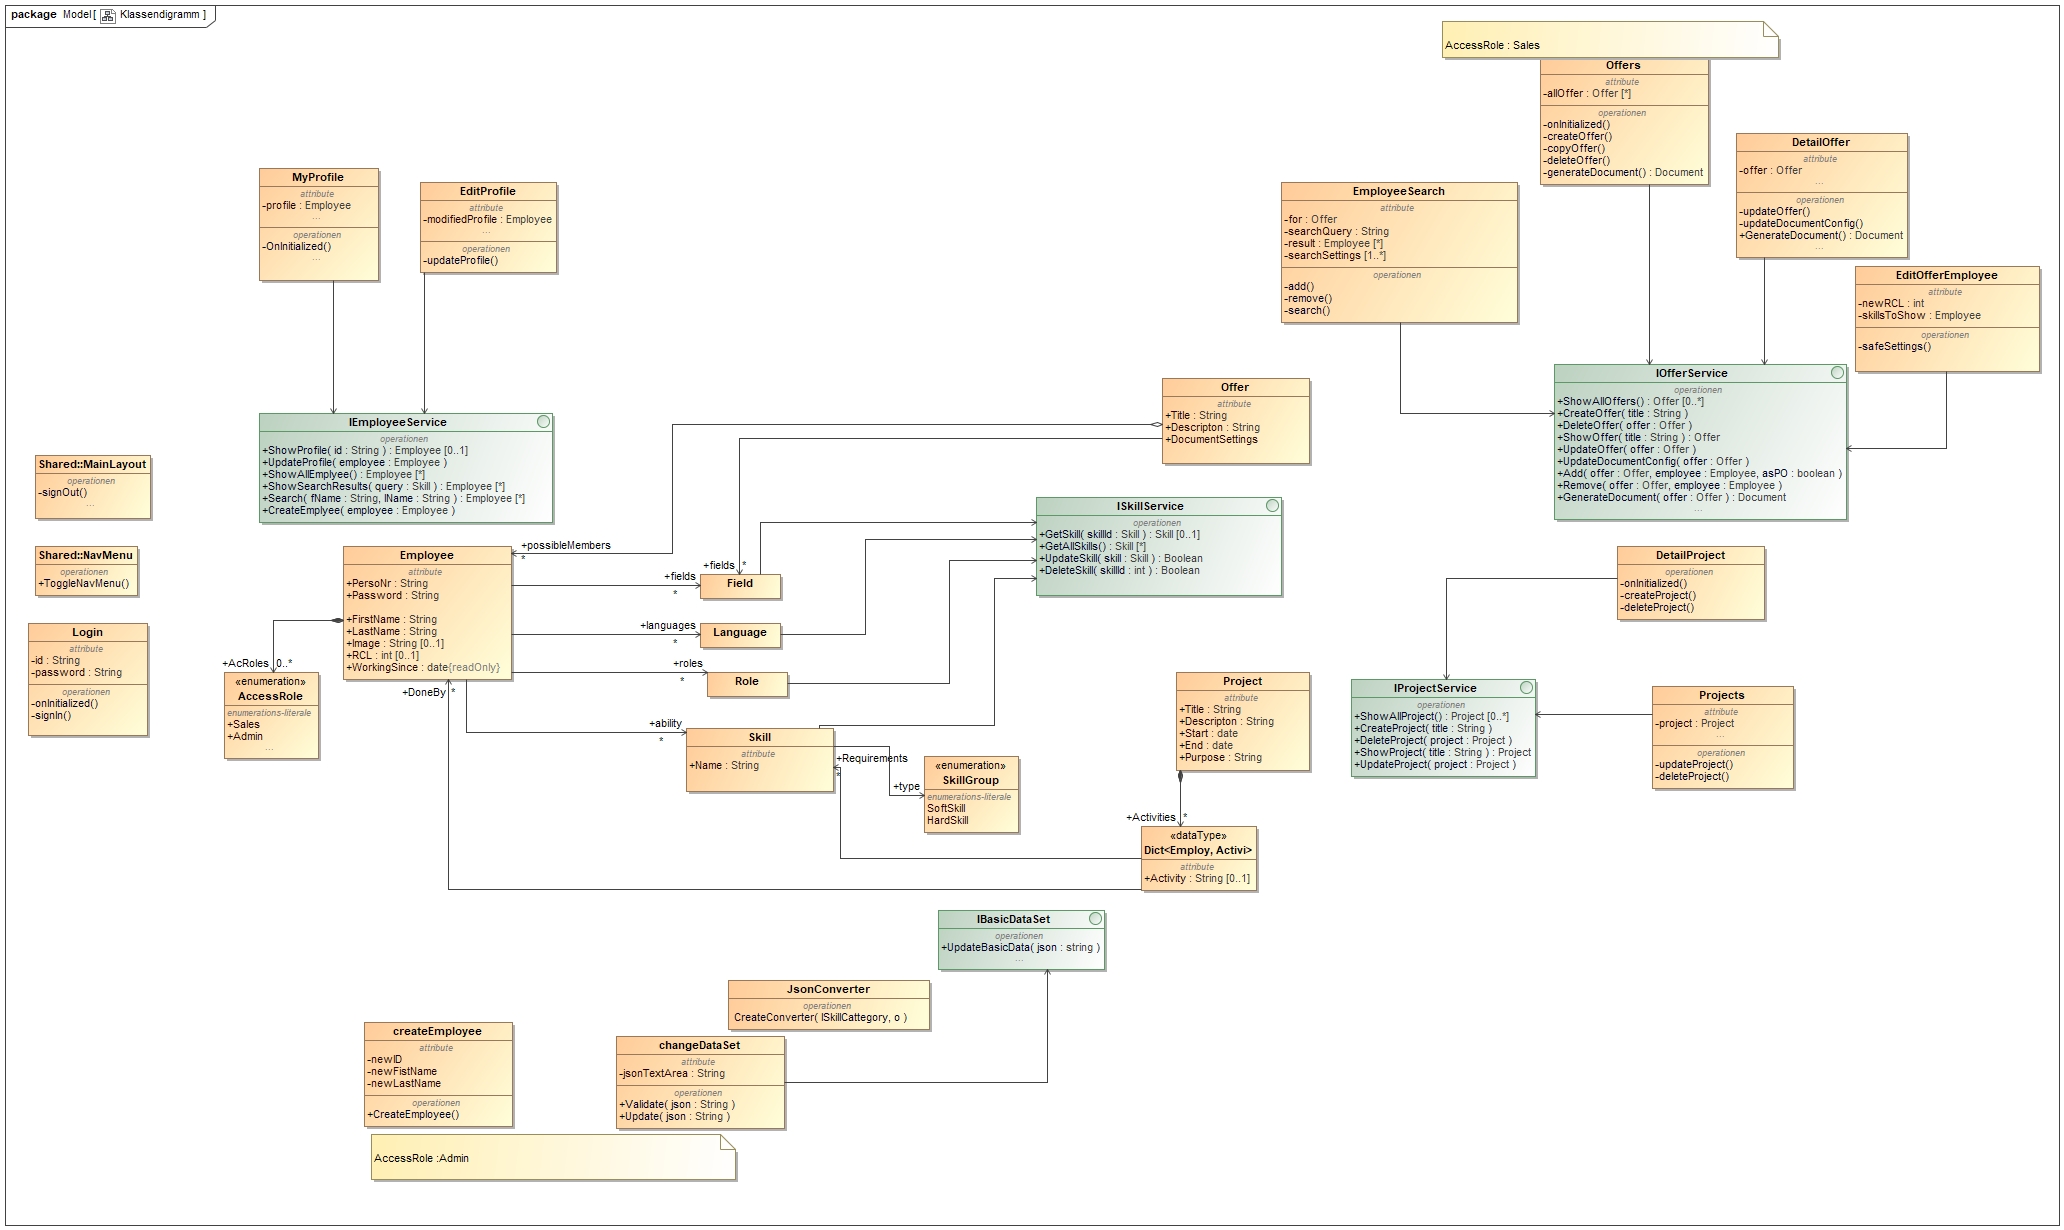 package Model[ Klassendigramm ]
AccessRole : Sales
Offers
attribute
-allOffer : Offer [*]
operationen
-onInitialized()
-createOffer()
-copyOffer()
-deleteOffer()
-generateDocument() : Document
DetailOffer
attribute
-offer : Offer
...
operationen
-updateOffer()
-updateDocumentConfig()
+GenerateDocument() : Document
...
MyProfile
attribute
-profile : Employee
...
operationen
-OnInitialized()
...
EditProfile
attribute
-modifiedProfile : Employee
...
operationen
-updateProfile()
EmployeeSearch
attribute
-for : Offer
-searchQuery : String
-result : Employee [*]
-searchSettings [1..*]
operationen
-add()
-remove()
-search()
EditOfferEmployee
attribute
-newRCL : int
-skillsToShow : Employee
operationen
-safeSettings()
IOfferService
operationen
+ShowAllOffers() : Offer [0..*]
+CreateOffer( title : String )
+DeleteOffer( offer : Offer )
+ShowOffer( title : String ) : Offer
+UpdateOffer( offer : Offer )
+UpdateDocumentConfig( offer : Offer )
+Add( offer : Offer, employee : Employee, asPO : boolean )
+Remove( offer : Offer, employee : Employee )
+GenerateDocument( offer : Offer ) : Document
...
Offer
attribute
+Title : String
+Descripton : String
+DocumentSettings
IEmployeeService
operationen
+ShowProfile( id : String ) : Employee [0..1]
+UpdateProfile( employee : Employee )
+ShowAllEmplyee() : Employee [*]
+ShowSearchResults( query : Skill ) : Employee [*]
+Search( fName : String, lName : String ) : Employee [*]
+CreateEmplyee( employee : Employee )
Shared::MainLayout
operationen
-signOut()
...
Shared::NavMenu
operationen
+ToggleNavMenu()
Login
attribute
-id : String
-password : String
operationen
-onInitialized()
-signIn()
ISkillService
operationen
+GetSkill( skillId : Skill ) : Skill [0..1]
+GetAllSkills() : Skill [*]
+UpdateSkill( skill : Skill ) : Boolean
+DeleteSkill( skillId : int ) : Boolean
Employee
attribute
+PersoNr : String
+Password : String
+FirstName : String
+LastName : String
+Image : String [0..1]
+RCL : int [0..1]
+WorkingSince : date{readOnly}
+possibleMembers
*
+fields
*
+fields
*
Field
+languages
*
Language
+roles
*
Role
+AcRoles
0..*
«enumeration»
AccessRole
enumerations-literale
+Sales
+Admin
...
+DoneBy
*
+ability
*
Skill
attribute
+Name : String
+Requirements
*
+type
«enumeration»
SkillGroup
enumerations-literale
SoftSkill
HardSkill
Project
attribute
+Title : String
+Descripton : String
+Start : date
+End : date
+Purpose : String
+Activities
*
«dataType»
Dict<Employ, Activi>
attribute
+Activity : String [0..1]
DetailProject
operationen
-onInitialized()
-createProject()
-deleteProject()
IProjectService
operationen
+ShowAllProject() : Project [0..*]
+CreateProject( title : String )
+DeleteProject( project : Project )
+ShowProject( title : String ) : Project
+UpdateProject( project : Project )
Projects
attribute
-project : Project
...
operationen
-updateProject()
-deleteProject()
IBasicDataSet
operationen
+UpdateBasicData( json : string )
...
JsonConverter
operationen
CreateConverter( ISkillCattegory, o )
createEmployee
attribute
-newID
-newFistName
-newLastName
operationen
+CreateEmployee()
changeDataSet
attribute
-jsonTextArea : String
operationen
+Validate( json : String )
+Update( json : String )
AccessRole :Admin